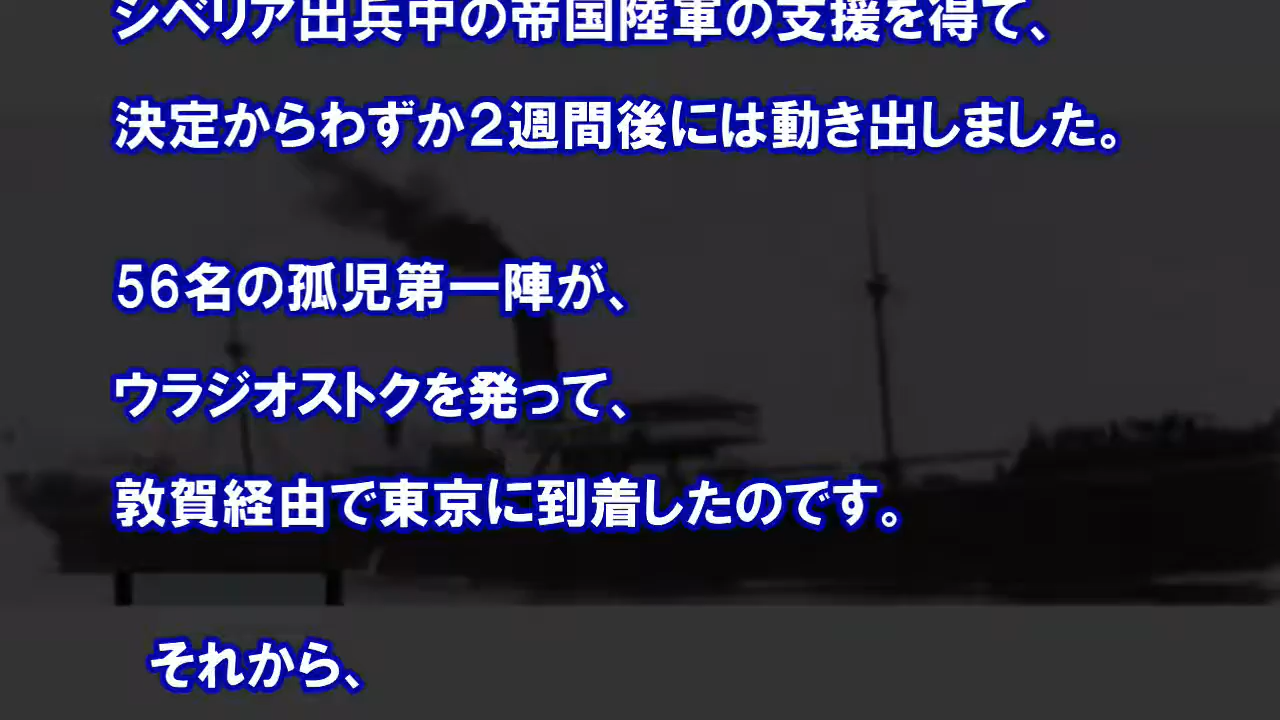 シベリア出兵中の帝国陸軍の支援を得て、
決定からわずか２週間後には動き出しました。
56名の孤児第一陣が、
ウラジオストクを発って、
敦賀経由で東京に到着したのです。
それから、